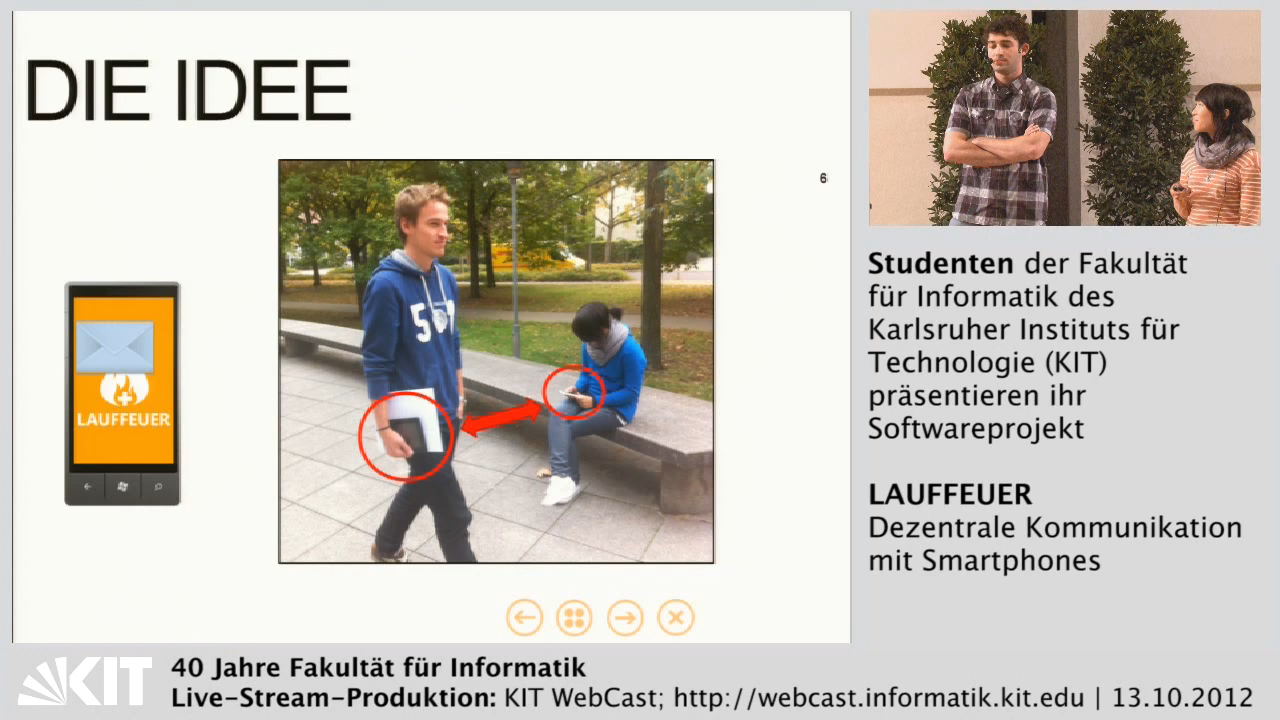 DIE IDEE
6
LAUFFEUER
Studenten der Fakultät
für Informatik des
Karlsruher Instituts für
Technologie (KIT)
präsentieren ihr
Softwareprojekt
LAUFFEUER
Dezentrale Kommunikation
mit Smartphones
KIT
40 Jahre Fakultät für Informatik
Live-Stream-Produktion: KIT WebCast; http://webcast.informatik.kit.edu | 13.10.2012